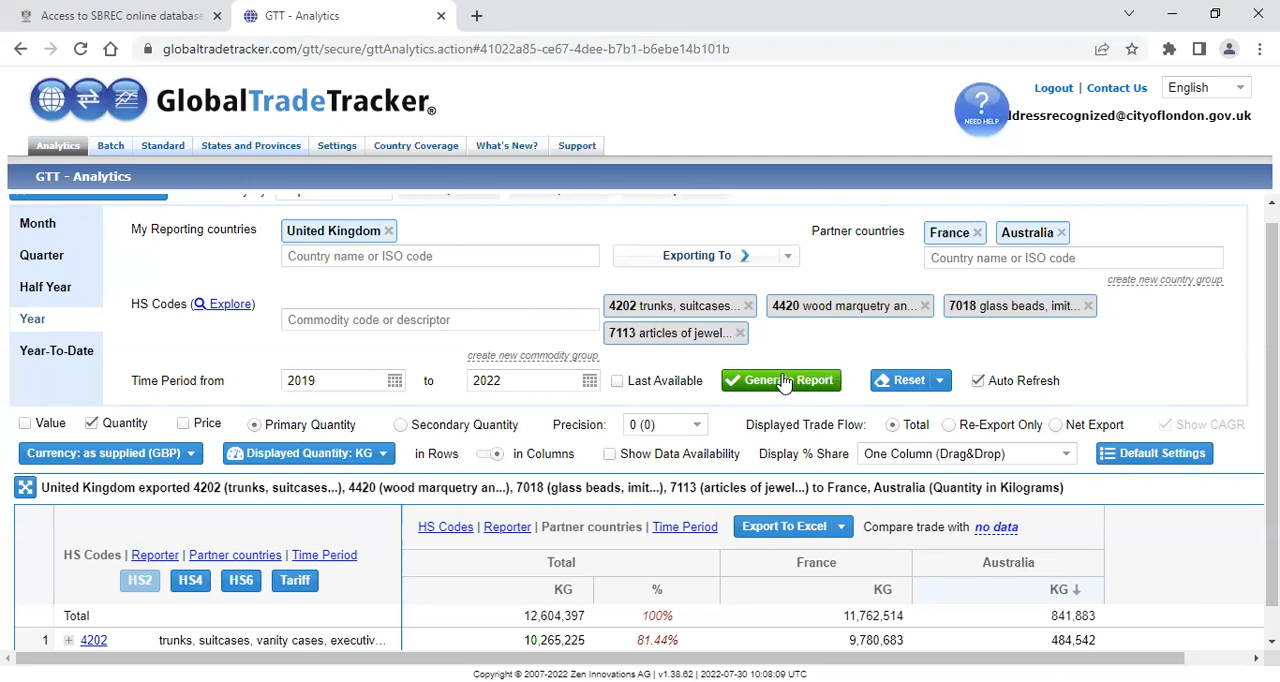 Access to SBREC online database
GTT - Analytics
globaltradetracker.com/gtt/secure/gttAnalytics.action#41022a85-ce67-4dee-b7b1-b6ebe14b101b
GlobalTradeTracker®
NEED HELP
Logout | Contact Us
English
ddressrecognized@cityoflondon.gov.uk
Analytics Batch Standard States and Provinces Settings Country Coverage What's New? Support
GTT - Analytics
Month
Quarter
Half Year
Year
Year-To-Date
My Reporting countries
United Kingdom
Country name or ISO code
Exporting To
Partner countries
France Australia
Country name or ISO code
create new country group
HS Codes (Explore)
Commodity code or descriptor
4202 trunks, suitcases... 4420 wood marquetry an... 7018 glass beads, imit...
7113 articles of jewel...
create new commodity group
Time Period from 2019 to 2022 Last Available Generate Report Reset Auto Refresh
Value Quantity Price Primary Quantity Secondary Quantity Precision: 0 (0) Displayed Trade Flow: Total Re-Export Only Net Export Show CAGR
Currency: as supplied (GBP) Displayed Quantity: KG in Rows in Columns Show Data Availability Display % Share One Column (Drag&Drop) Default Settings
United Kingdom exported 4202 (trunks, suitcases...), 4420 (wood marquetry an...), 7018 (glass beads, imit...), 7113 (articles of jewel...) to France, Australia (Quantity in Kilograms)
HS Codes | Reporter | Partner countries | Time Period Export To Excel Compare trade with no data
HS Codes | Reporter | Partner countries | Time Period
HS2 HS4 HS6 Tariff
Total France Australia
KG % KG KG
Total 12,604,397 100% 11,762,514 841,883
1 4202 trunks, suitcases, vanity cases, executiv... 10,265,225 81.44% 9,780,683 484,542
Copyright © 2007-2022 Zen Innovations AG | v1.38.62 | 2022-07-30 10:08:09 UTC